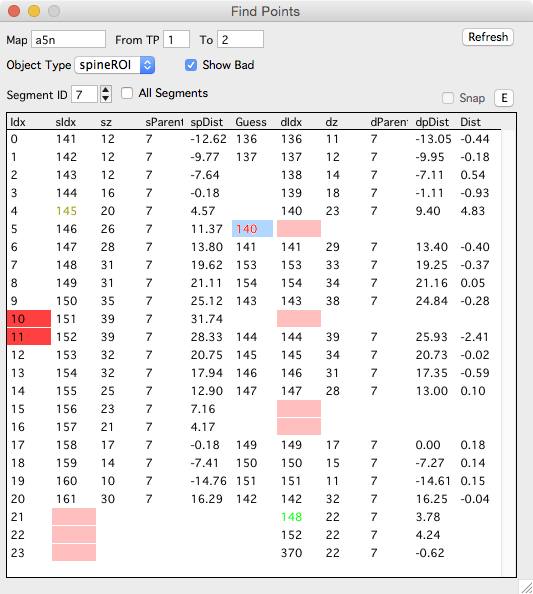 Find Points
Map a5n From TP 1 To 2 Refresh
Object Type spineROI Show Bad
Segment ID 7 All Segments Snap E
Idx sIdx sz sParent spDist Guess dIdx dz dParent dpDist Dist
0 141 12 7 -12.62 136 136 11 7 -13.05 -0.44
1 142 12 7 -9.77 137 137 12 7 -9.95 -0.18
2 143 12 7 -7.64 138 14 7 -7.11 0.54
3 144 16 7 -0.18 139 18 7 -1.11 -0.93
4 145 20 7 4.57 140 23 7 9.40 4.83
5 146 26 7 11.37 140
6 147 28 7 13.80 141 141 29 7 13.40 -0.40
7 148 31 7 19.62 153 153 33 7 19.25 -0.37
8 149 31 7 21.11 154 154 34 7 21.16 0.05
9 150 35 7 25.12 143 143 38 7 24.84 -0.28
10 151 39 7 31.74
11 152 39 7 28.33 144 144 39 7 25.93 -2.41
12 153 32 7 20.75 145 145 34 7 20.73 -0.02
13 154 32 7 17.94 146 146 31 7 17.35 -0.59
14 155 25 7 12.90 147 147 28 7 13.00 0.10
15 156 23 7 7.16
16 157 21 7 4.17
17 158 17 7 -0.18 149 149 17 7 0.00 0.18
18 159 14 7 -7.41 150 150 15 7 -7.27 0.14
19 160 10 7 -14.76 151 151 11 7 -14.61 0.15
20 161 30 7 16.29 142 142 32 7 16.25 -0.04
21 148 22 7 3.78
22 152 22 7 4.24
23 370 22 7 -0.62